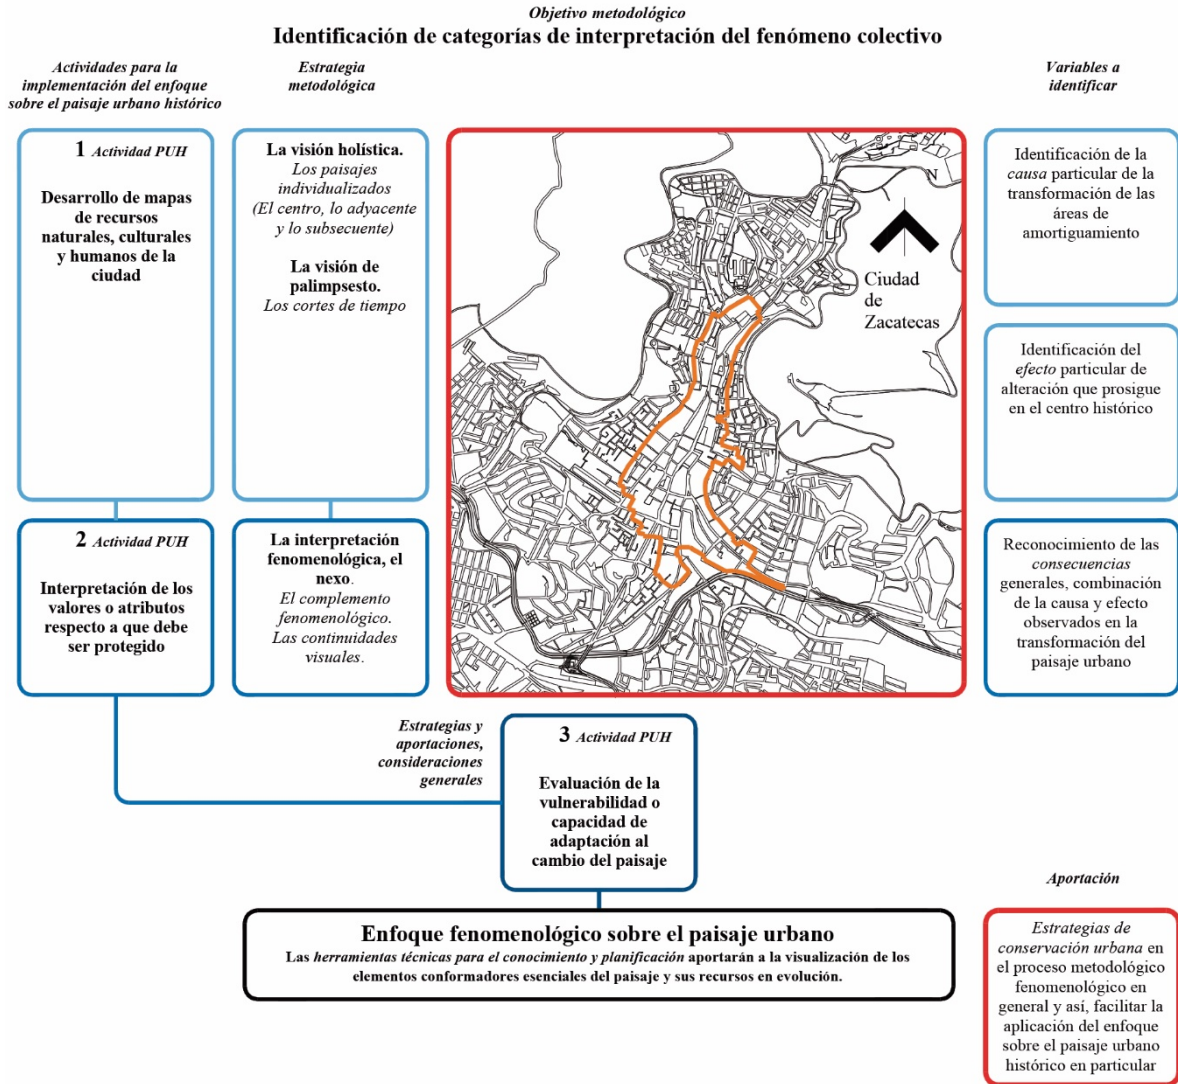 Objetivo metodológico
Identificación de categorías de interpretación del fenómeno colectivo
Actividades para la
implementación del enfoque
sobre el paisaje urbano histórico
Estrategia
metodológica
Variables a
identificar
1 Actividad PUH
Desarrollo de mapas
de recursos
naturales, culturales
y humanos de la
ciudad
La visión holística.
Los paisajes
individualizados
(El centro, lo adyacente
y lo subsecuente)
La visión de
palimpsesto.
Los cortes de tiempo
N
Ciudad
de
Zacatecas
Identificación de la
causa particular de la
transformación de las
áreas de
amortiguamiento
Identificación del
efecto particular de
alteración que prosigue
en el centro histórico
2 Actividad PUH
Interpretación de los
valores o atributos
respecto a que debe
ser protegido
La interpretación
fenomenológica, el
nexo.
El complemento
fenomenológico.
Las continuidades
visuales.
Reconocimiento de las
consecuencias
generales, combinación
de la causa y efecto
observados en la
transformación del
paisaje urbano
Estrategias y
aportaciones,
consideraciones
generales
3 Actividad PUH
Evaluación de la
vulnerabilidad o
capacidad de
adaptación al
cambio del paisaje
Enfoque fenomenológico sobre el paisaje urbano
Las herramientas técnicas para el conocimiento y planificación aportarán a la visualización de los
elementos conformadores esenciales del paisaje y sus recursos en evolución.
Aportación
Estrategias de
conservación urbana en
el proceso metodológico
fenomenológico en
general y así, facilitar la
aplicación del enfoque
sobre el paisaje urbano
histórico en particular